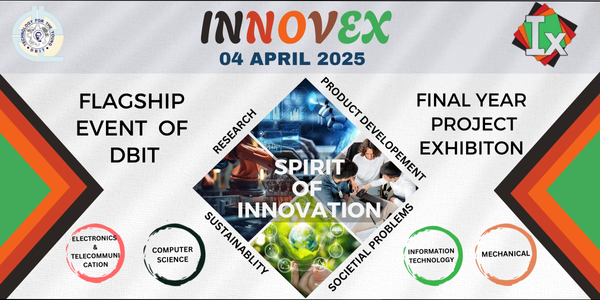 INNOVEX
04 APRIL 2025
Ix
FLAGSHIP
EVENT OF
DBIT
FINAL YEAR
PROJECT
EXHIBITON
RESEARCH
PRODUCT DEVELOPEMENT
SPIRIT
OF
INNOVATION
SUSTAINABLITY
SOCIETIAL PROBLEMS
ELECTRONICS
&
TELECOMMUNI
CATION
COMPUTER
SCIENCE
INFORMATION
TECHNOLOGY
MECHANICAL